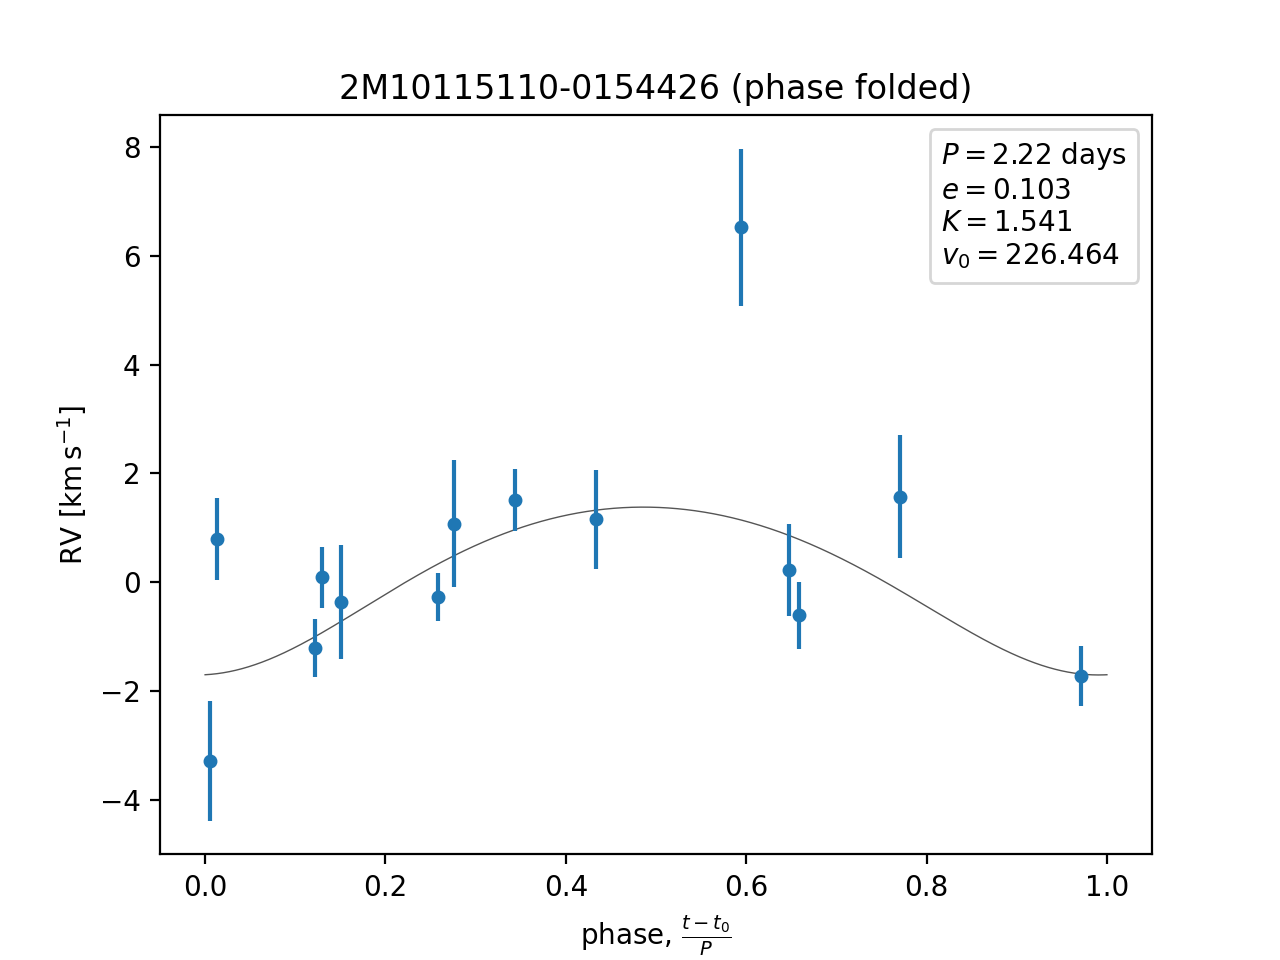 2M10115110-0154426 (phase folded)
P = 2.22 days
e = 0.103
K = 1.541
v₀ = 226.464
8
6
4
2
0
−2
−4
RV [km s⁻¹]
0.0 0.2 0.4 0.6 0.8 1.0
phase, (t − t₀)/P